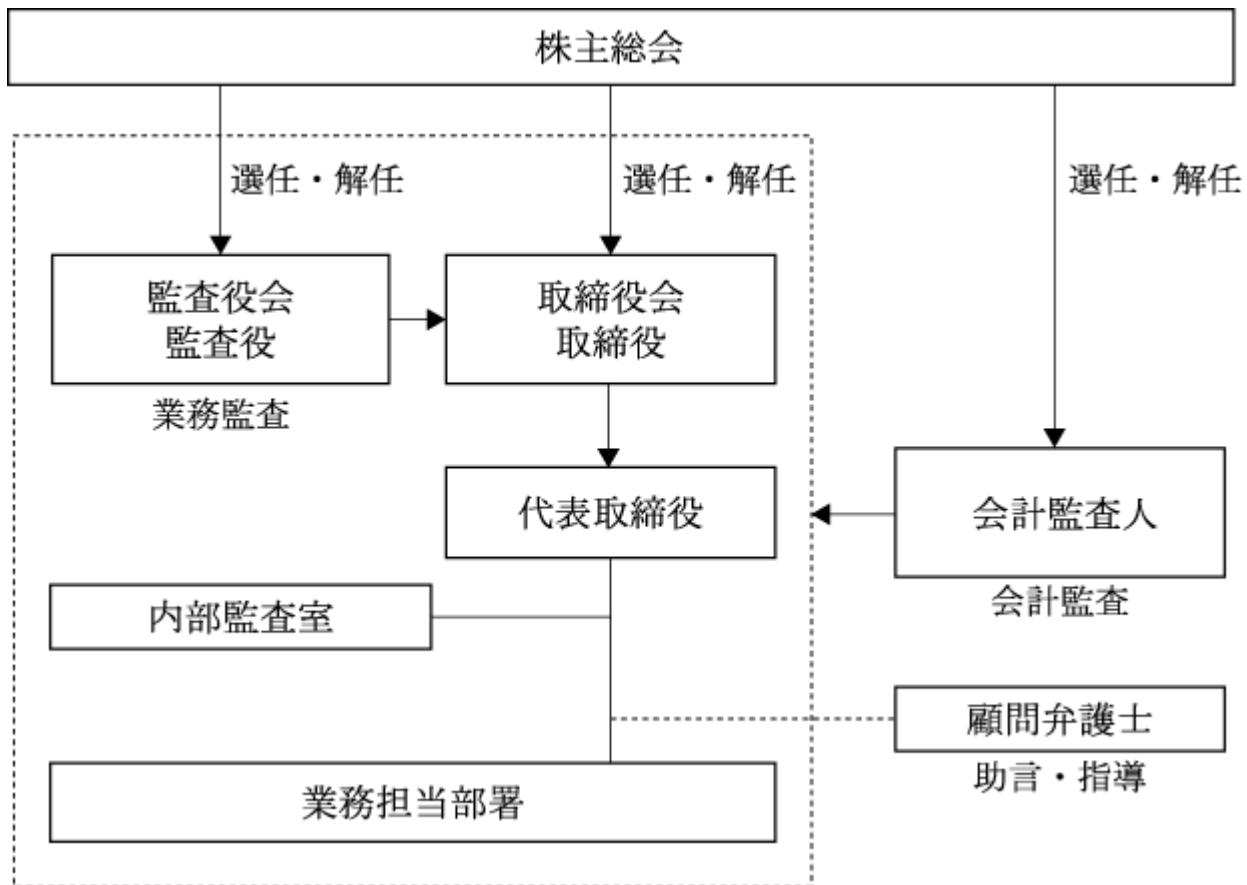 株主総会
選任・解任
選任・解任
選任・解任
監査役会
監査役
取締役会
取締役
業務監査
代表取締役
会計監査人
会計監査
内部監査室
顧問弁護士
助言・指導
業務担当部署